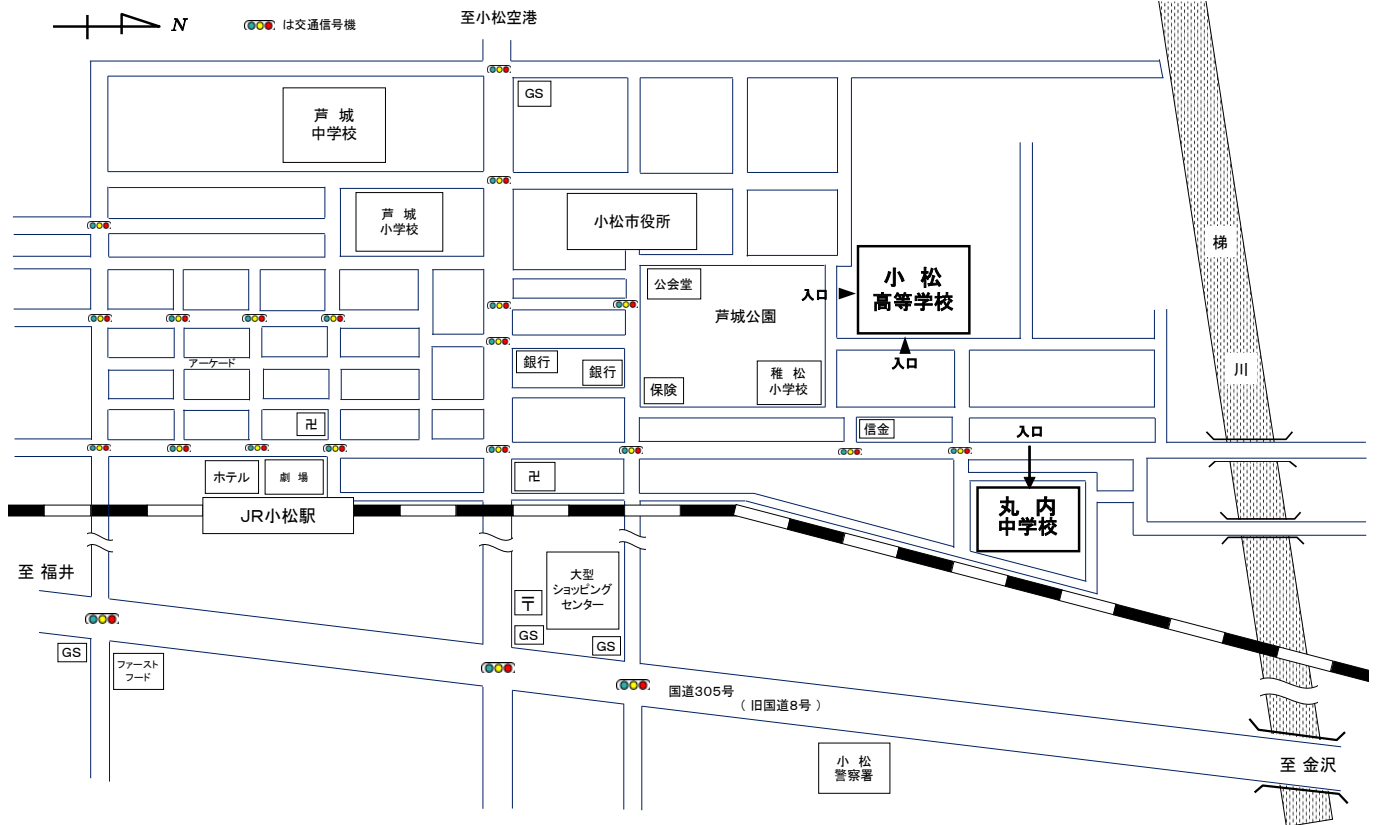 N
は交通信号機
至小松空港
GS
芦 城
中学校
芦 城
小学校
小松市役所
梯
川
公会堂
芦城公園
入口
小 松
高等学校
入口
アーケード
銀行
銀行
保険
稚 松
小学校
卍
信金
入口
ホテル
劇 場
卍
JR小松駅
丸 内
中学校
至 福井
大型
ショッピング
センター
〒
GS
GS
GS
ファースト
フード
国道305号
( 旧国道8号 )
小 松
警察署
至 金沢